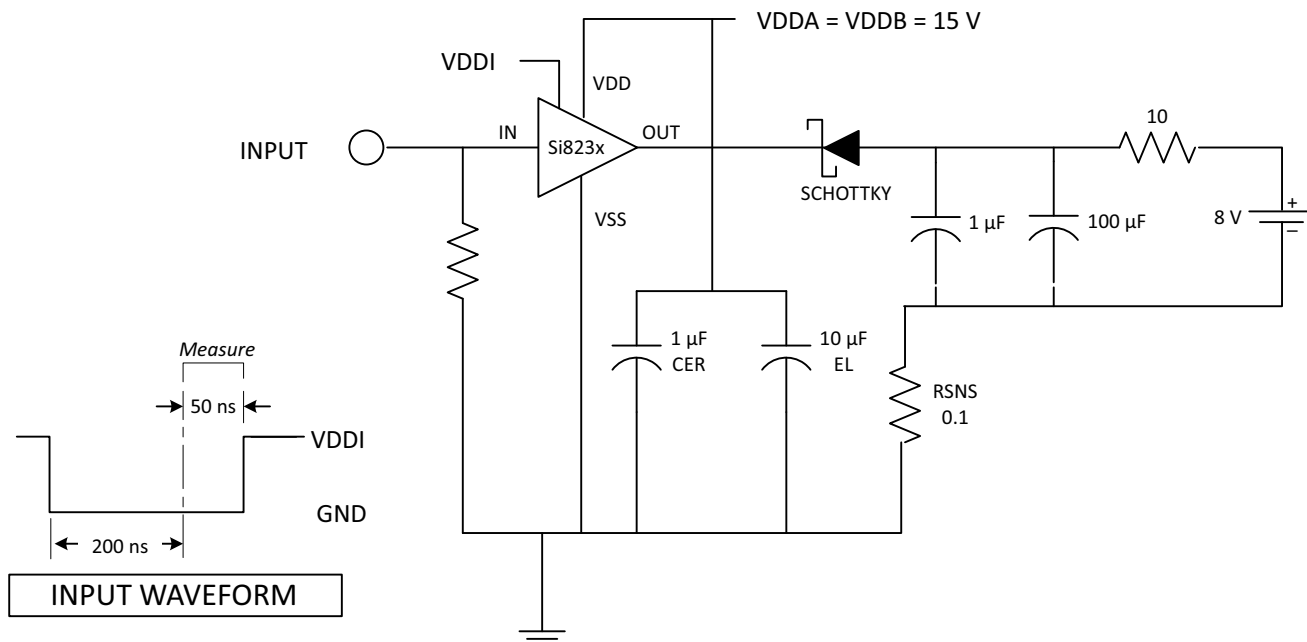 VDDA = VDDB = 15 V
VDDI
VDD
10
INPUT
IN
Si823x
OUT
SCHOTTKY
VSS
1 µF
100 µF
8 V
+
–
Measure
1 µF
CER
10 µF
EL
RSNS
0.1
50 ns
VDDI
GND
200 ns
INPUT WAVEFORM